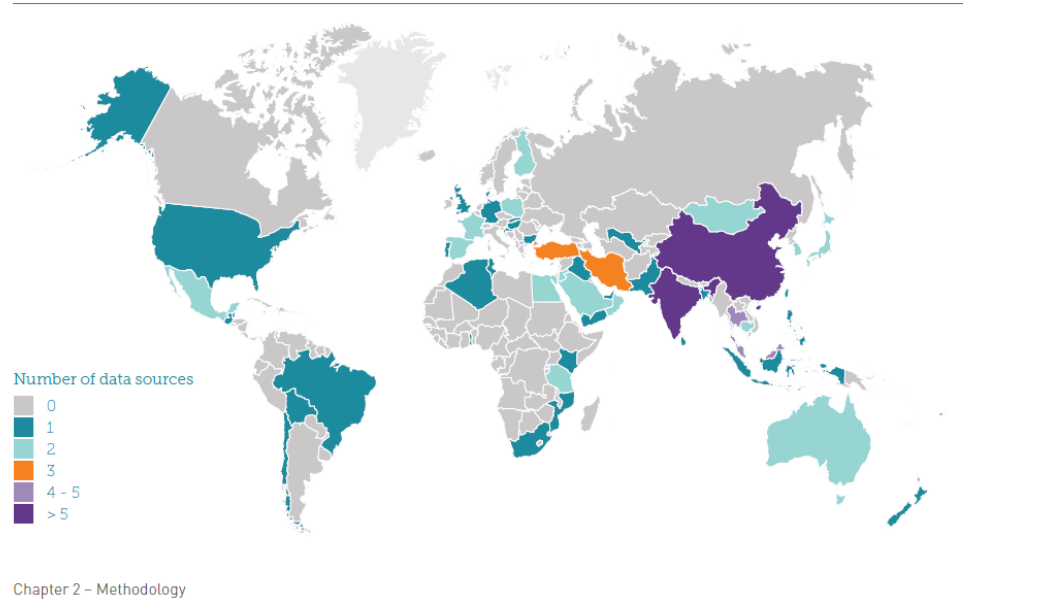 Number of data sources
0
1
2
3
4 - 5
> 5
Chapter 2 – Methodology